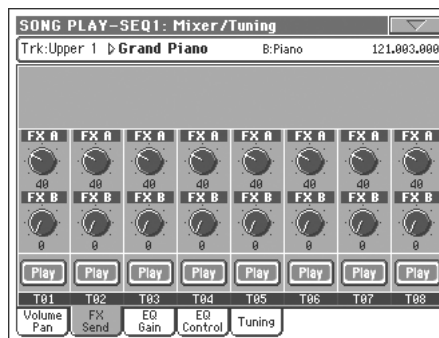 SONG PLAY-SEQ1: Mixer/Tuning
Trk:Upper 1 Grand Piano B:Piano 121.003.000
FX A FX A FX A FX A FX A FX A FX A FX A
40 40 40 40 40 40 40 40
FX B FX B FX B FX B FX B FX B FX B FX B
0 0 0 0 0 0 0 0
Play Play Play Play Play Play Play Play
T01 T02 T03 T04 T05 T06 T07 T08
Volume Pan FX Send EQ Gain EQ Control Tuning